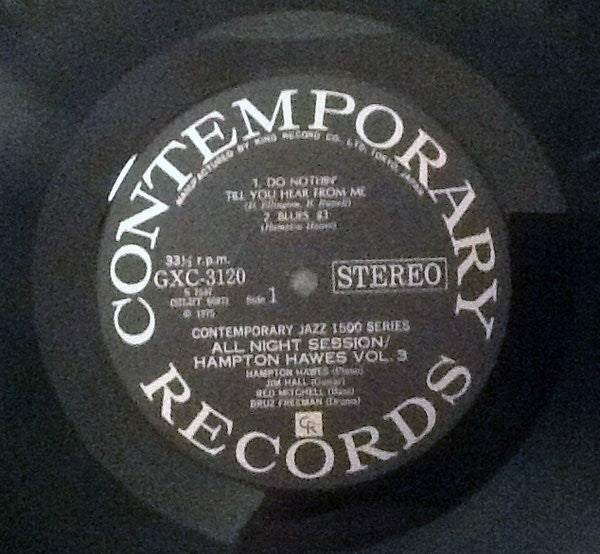 CONTEMPORARY
MANUFACTURED BY KING RECORD CO. LTD TOKYO JAPAN
1. DO NOTHIN'
TILL YOU HEAR FROM ME
(D. Ellington, B. Russell)
2. BLUES #3
(Hampton Hawes)
33⅓ r.p.m.
GXC-3120
STEREO
Side 1
℗ 1975
CONTEMPORARY JAZZ 1500 SERIES
ALL NIGHT SESSION/
HAMPTON HAWES VOL. 3
HAMPTON HAWES (Piano)
JIM HALL (Guitar)
RED MITCHELL (Bass)
BRUZ FREEMAN (Drums)
CR
RECORDS